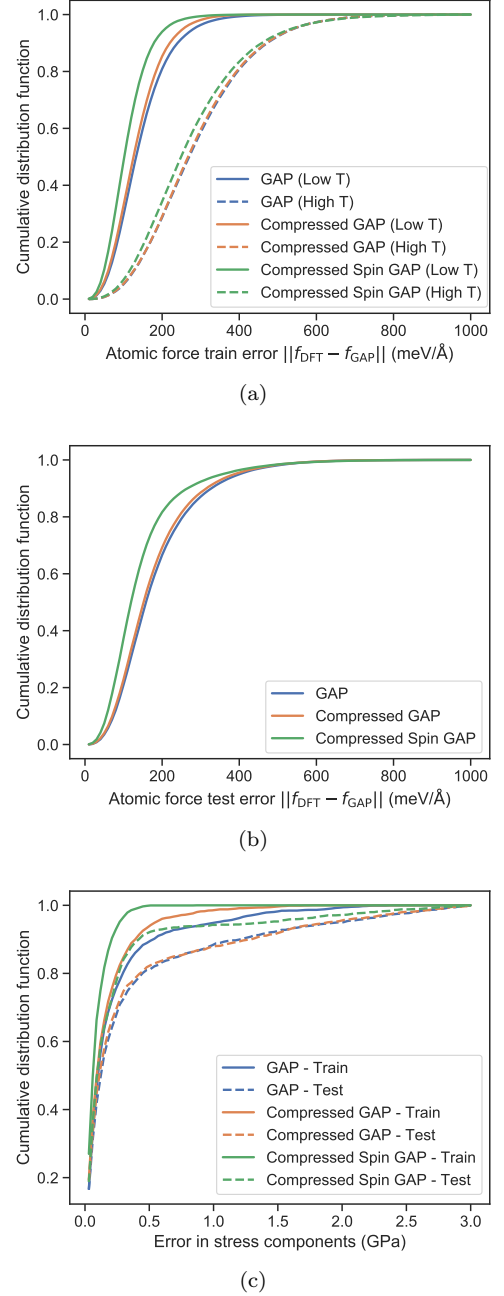 1.0
0.8
0.6
0.4
0.2
0.0
Cumulative distribution function
GAP (Low T)
GAP (High T)
Compressed GAP (Low T)
Compressed GAP (High T)
Compressed Spin GAP (Low T)
Compressed Spin GAP (High T)
0 200 400 600 800 1000
Atomic force train error ||f_DFT − f_GAP|| (meV/Å)
(a)
1.0
0.8
0.6
0.4
0.2
0.0
Cumulative distribution function
GAP
Compressed GAP
Compressed Spin GAP
0 200 400 600 800 1000
Atomic force test error ||f_DFT − f_GAP|| (meV/Å)
(b)
1.0
0.8
0.6
0.4
0.2
Cumulative distribution function
GAP - Train
GAP - Test
Compressed GAP - Train
Compressed GAP - Test
Compressed Spin GAP - Train
Compressed Spin GAP - Test
0.0 0.5 1.0 1.5 2.0 2.5 3.0
Error in stress components (GPa)
(c)